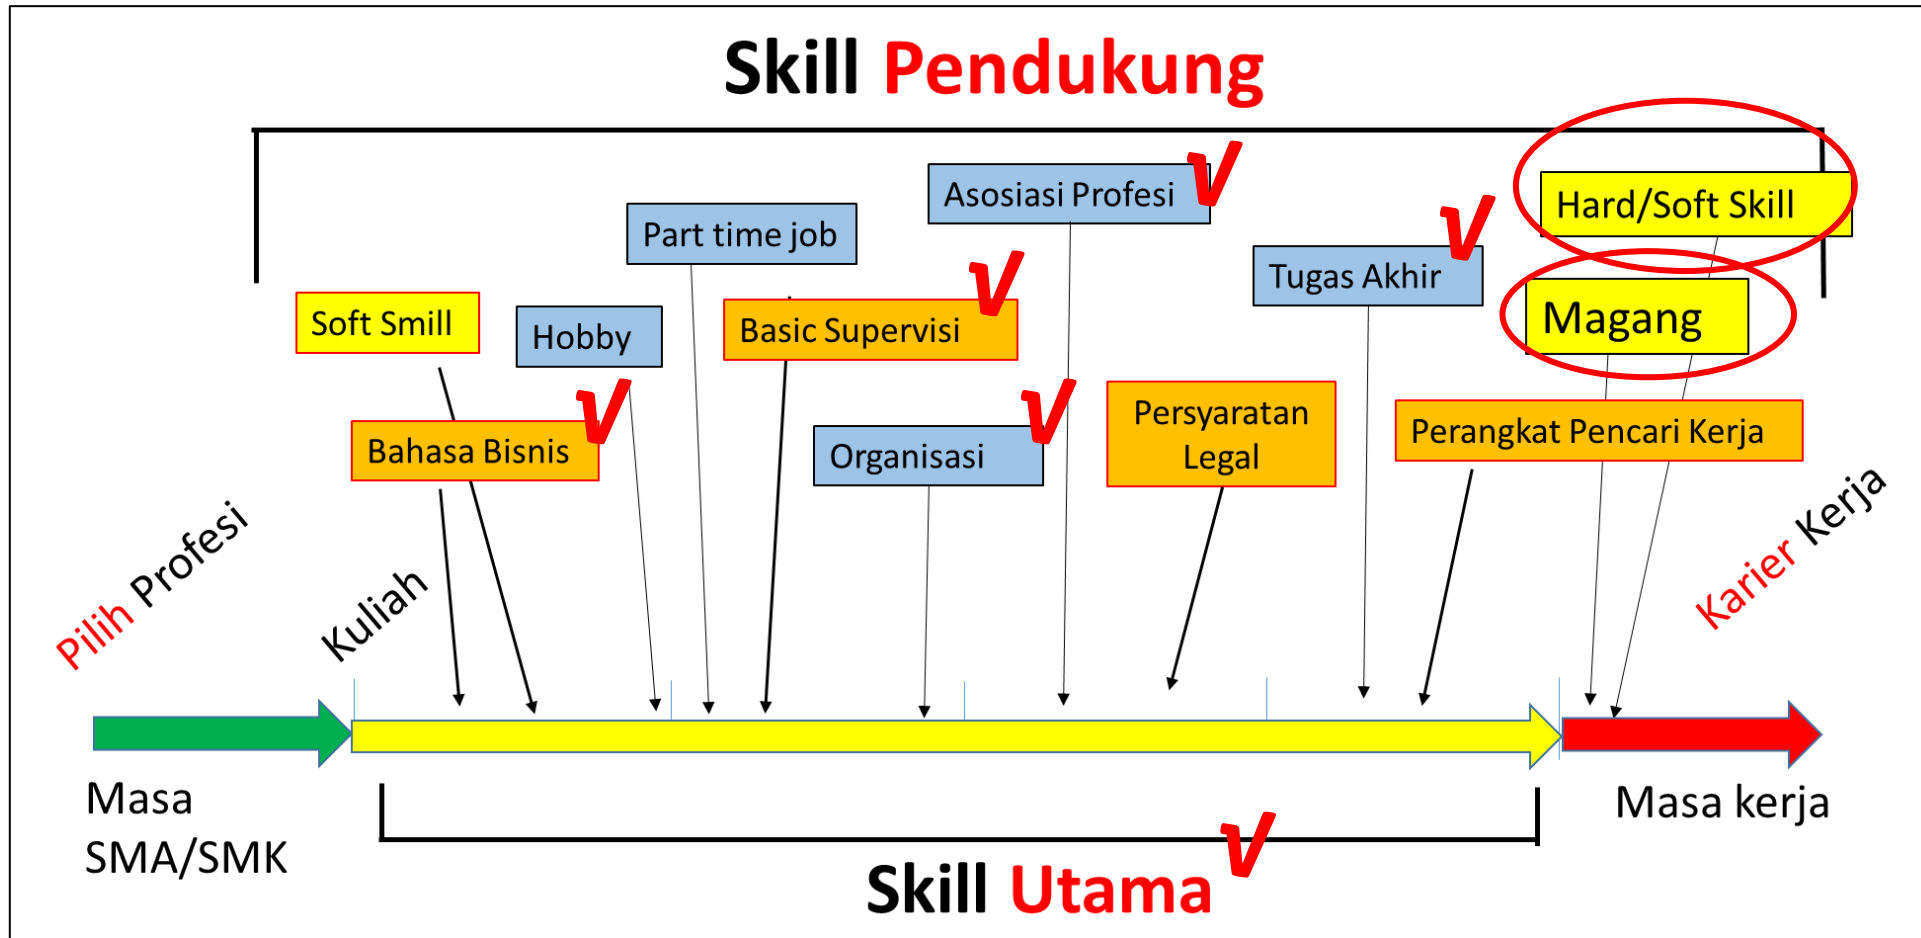 Skill Pendukung
Asosiasi Profesi
Hard/Soft Skill
Part time job
Tugas Akhir
Soft Smill
Hobby
Basic Supervisi
Magang
Bahasa Bisnis
Organisasi
Persyaratan
Legal
Perangkat Pencari Kerja
Pilih Profesi
Kuliah
Karier Kerja
Masa
SMA/SMK
Masa kerja
Skill Utama